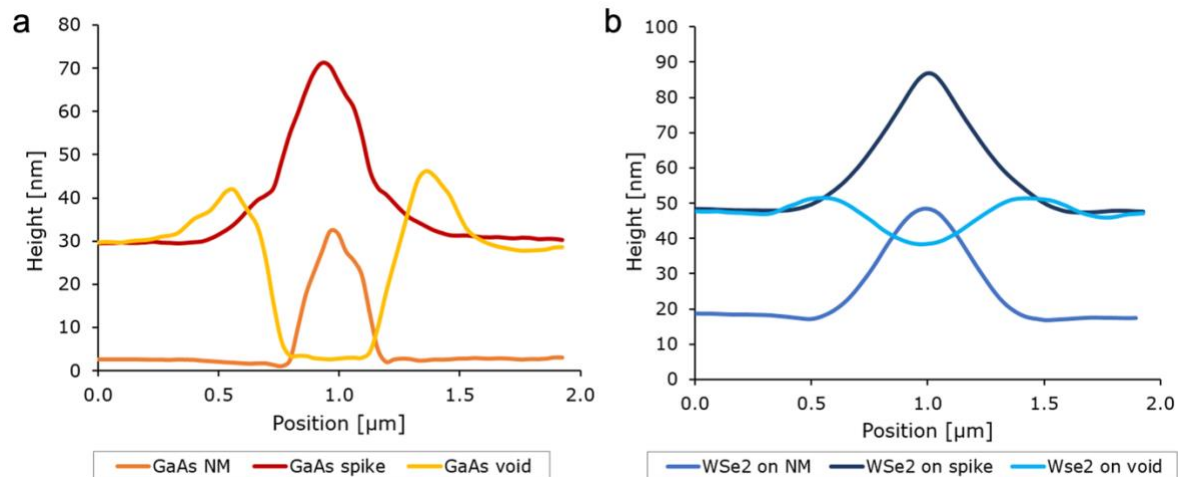 a
80
70
60
50
40
30
20
10
0
Height [nm]
0.0 0.5 1.0 1.5 2.0
Position [µm]
GaAs NM GaAs spike GaAs void
b
100
90
80
70
60
50
40
30
20
10
0
Height [nm]
0.0 0.5 1.0 1.5 2.0
Position [µm]
WSe2 on NM WSe2 on spike Wse2 on void